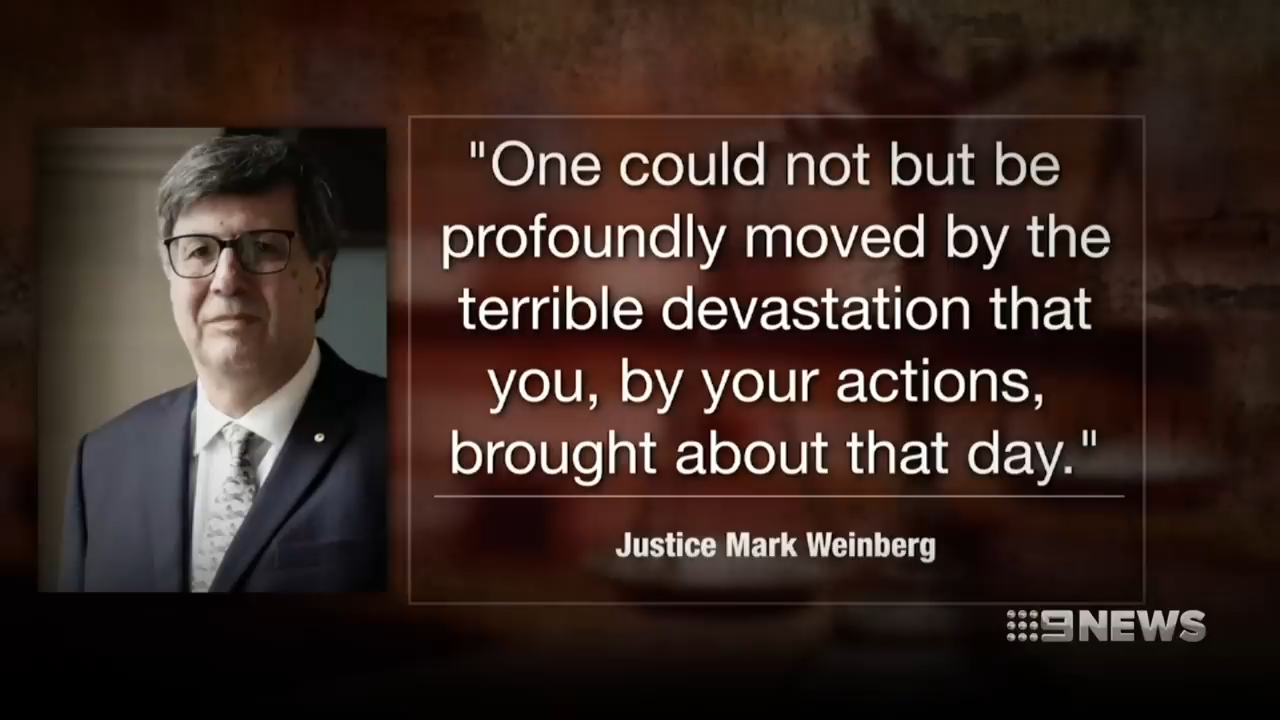 "One could not but be
profoundly moved by the
terrible devastation that
you, by your actions,
brought about that day."
Justice Mark Weinberg
9NEWS